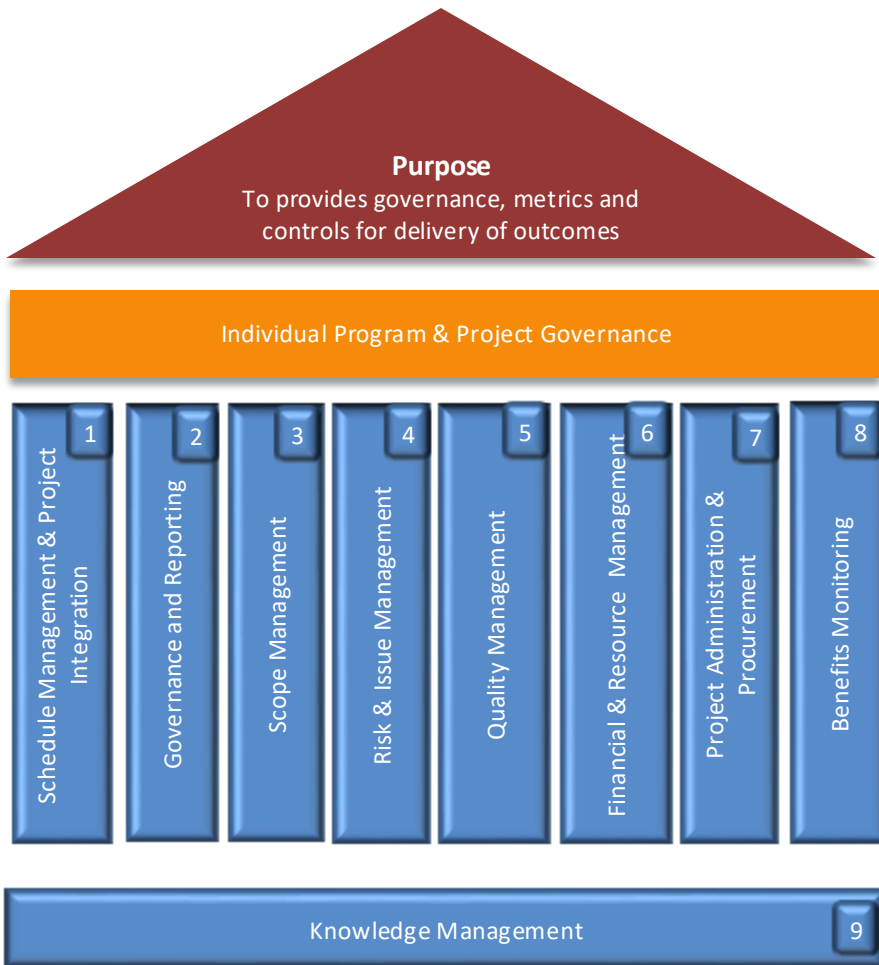 Purpose
To provides governance, metrics and
controls for delivery of outcomes
Individual Program & Project Governance
1
Schedule Management & Project
Integration
2
Governance and Reporting
3
Scope Management
4
Risk & Issue Management
5
Quality Management
6
Financial & Resource Management
7
Project Administration &
Procurement
8
Benefits Monitoring
Knowledge Management
9